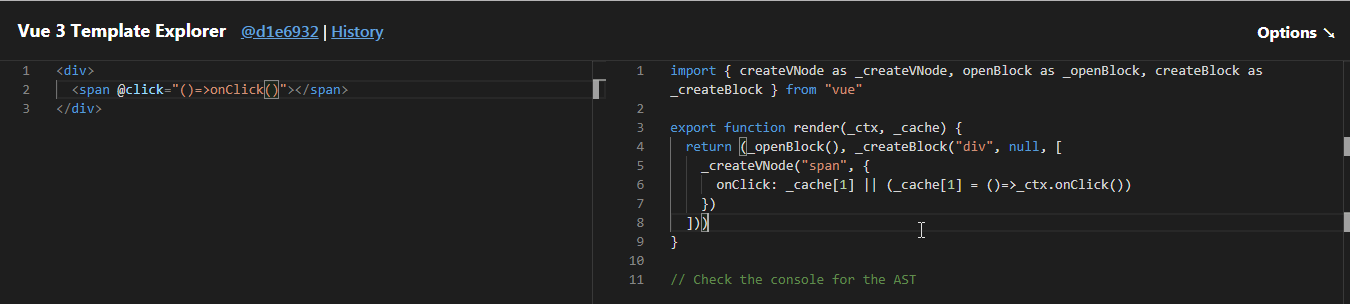 Vue 3 Template Explorer @d1e6932 | History
Options ↘
1 <div>
2 <span @click="()=>onClick()"></span>
3 </div>
1 import { createVNode as _createVNode, openBlock as _openBlock, createBlock as
_createBlock } from "vue"
2
3 export function render(_ctx, _cache) {
4 return (_openBlock(), _createBlock("div", null, [
5 _createVNode("span", {
6 onClick: _cache[1] || (_cache[1] = ()=>_ctx.onClick())
7 })
8 ]))
9 }
10
11 // Check the console for the AST